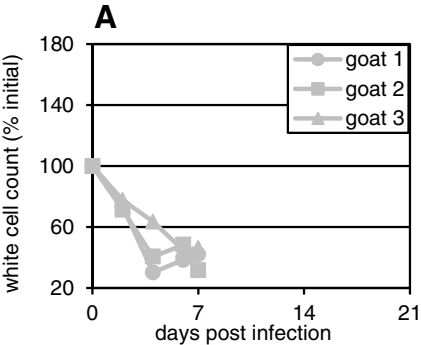 A
180
140
100
60
20
white cell count (% initial)
goat 1
goat 2
goat 3
0 7 14 21
days post infection